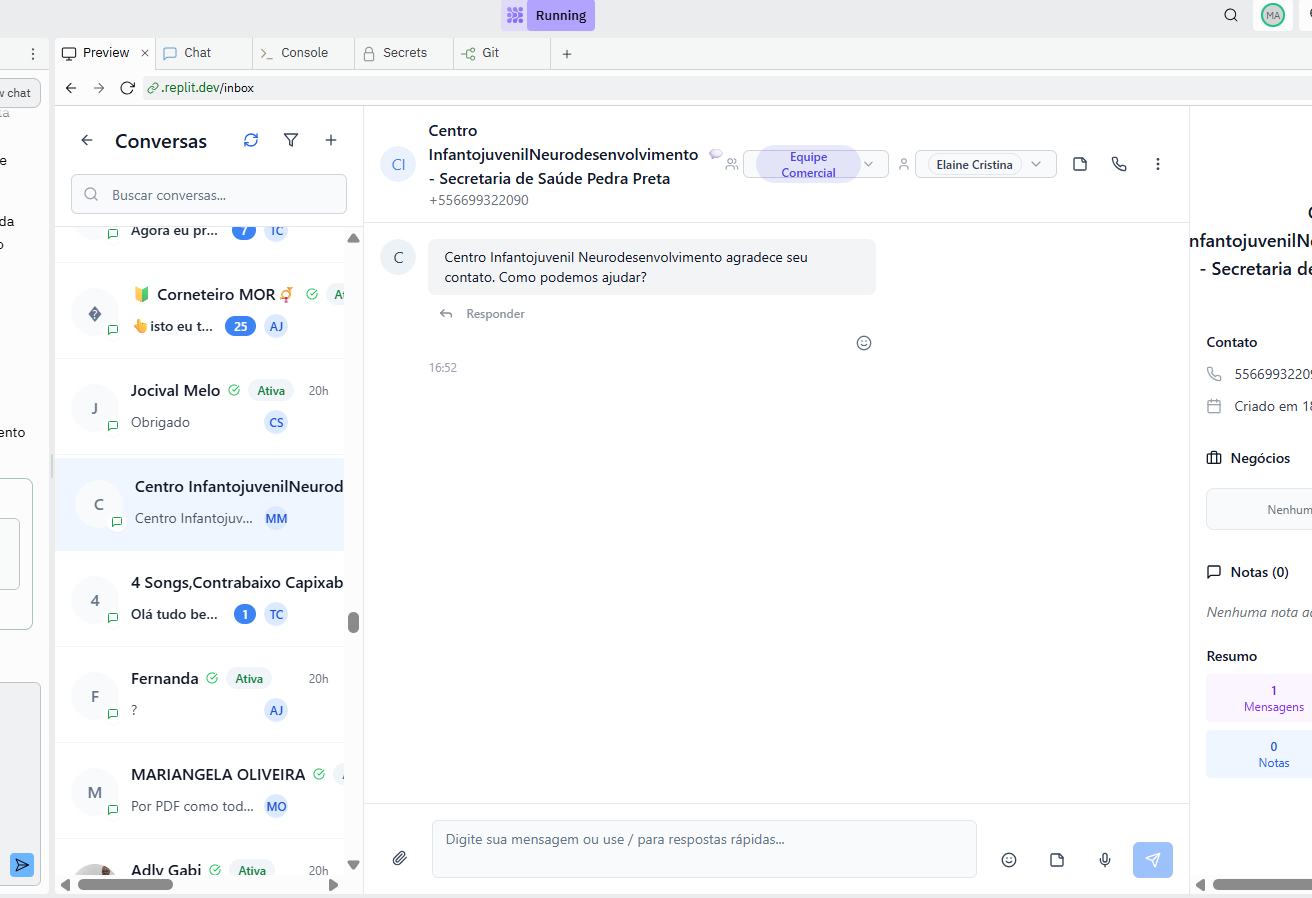 Running
MA
Preview
Chat
Console
Secrets
Git
.replit.dev/inbox
w chat
da
ento
Conversas
Buscar conversas...
Agora eu pr...
7
TC
Corneteiro MOR
isto eu t...
25
AJ
J
Jocival Melo
Ativa
20h
Obrigado
CS
C
Centro InfantojuvenilNeurod
Centro Infantojuv...
MM
4
4 Songs,Contrabaixo Capixab
Olá tudo be...
1
TC
F
Fernanda
Ativa
20h
?
AJ
M
MARIANGELA OLIVEIRA
Por PDF como tod...
MO
Adly Gabi
Ativa
20h
CI
Centro
InfantojuvenilNeurodesenvolvimento
- Secretaria de Saúde Pedra Preta
+556699322090
Equipe
Comercial
Elaine Cristina
C
Centro Infantojuvenil Neurodesenvolvimento agradece seu
contato. Como podemos ajudar?
Responder
16:52
Digite sua mensagem ou use / para respostas rápidas...
nfantojuvenilN
- Secretaria de
Contato
55669932209
Criado em 18
Negócios
Nenhum
Notas (0)
Nenhuma nota ad
Resumo
1
Mensagens
0
Notas